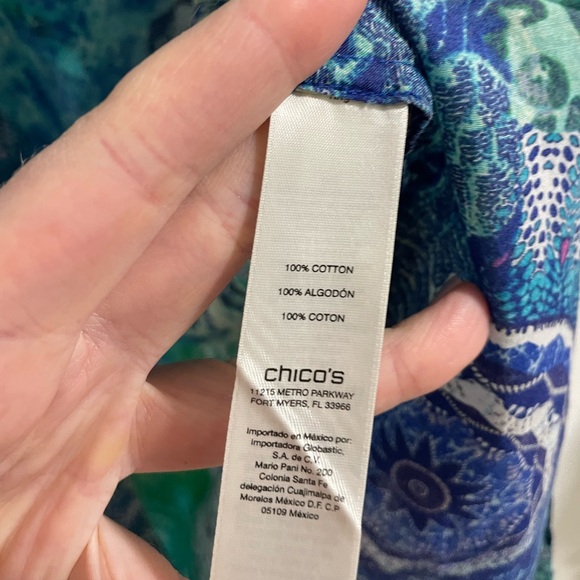 100% COTTON
100% ALGODÓN
100% COTON
chico's
11215 METRO PARKWAY
FORT MYERS, FL 33966
Importado en México por:
Importadora Globastic,
S.A. de C.V.
Mario Pani No. 200
Colonia Santa Fe
delegación Cuajimalpa de
Morelos México D.F. C.P
05109 México